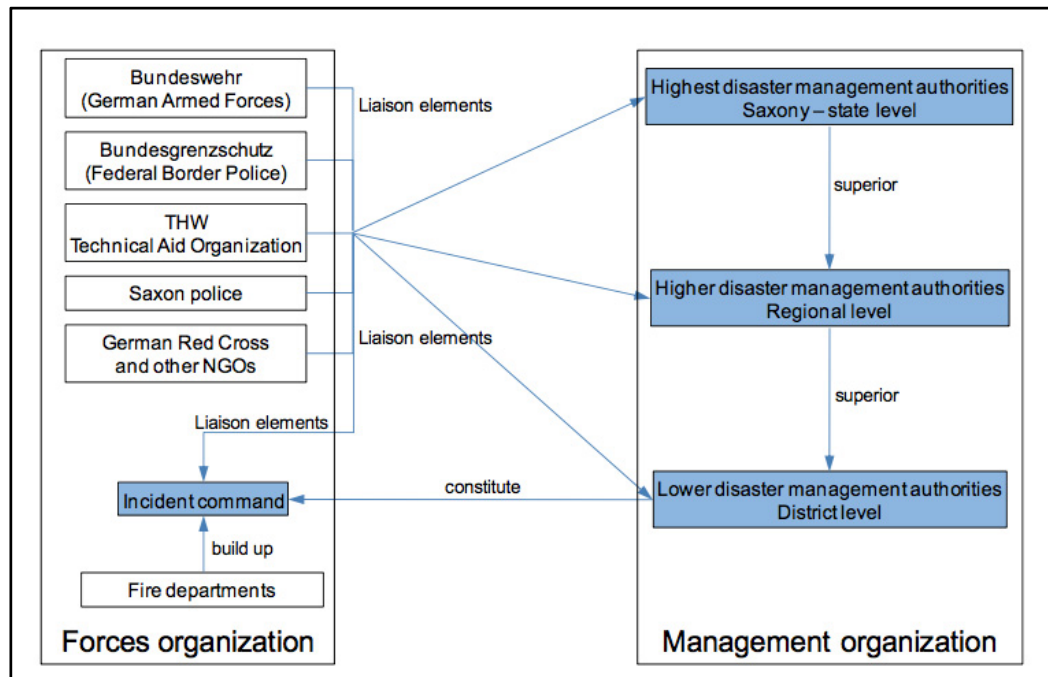 Bundeswehr
(German Armed Forces)
Bundesgrenzschutz
(Federal Border Police)
THW
Technical Aid Organization
Saxon police
German Red Cross
and other NGOs
Liaison elements
Liaison elements
Liaison elements
Incident command
build up
Fire departments
Forces organization
constitute
Highest disaster management authorities
Saxony – state level
superior
Higher disaster management authorities
Regional level
superior
Lower disaster management authorities
District level
Management organization